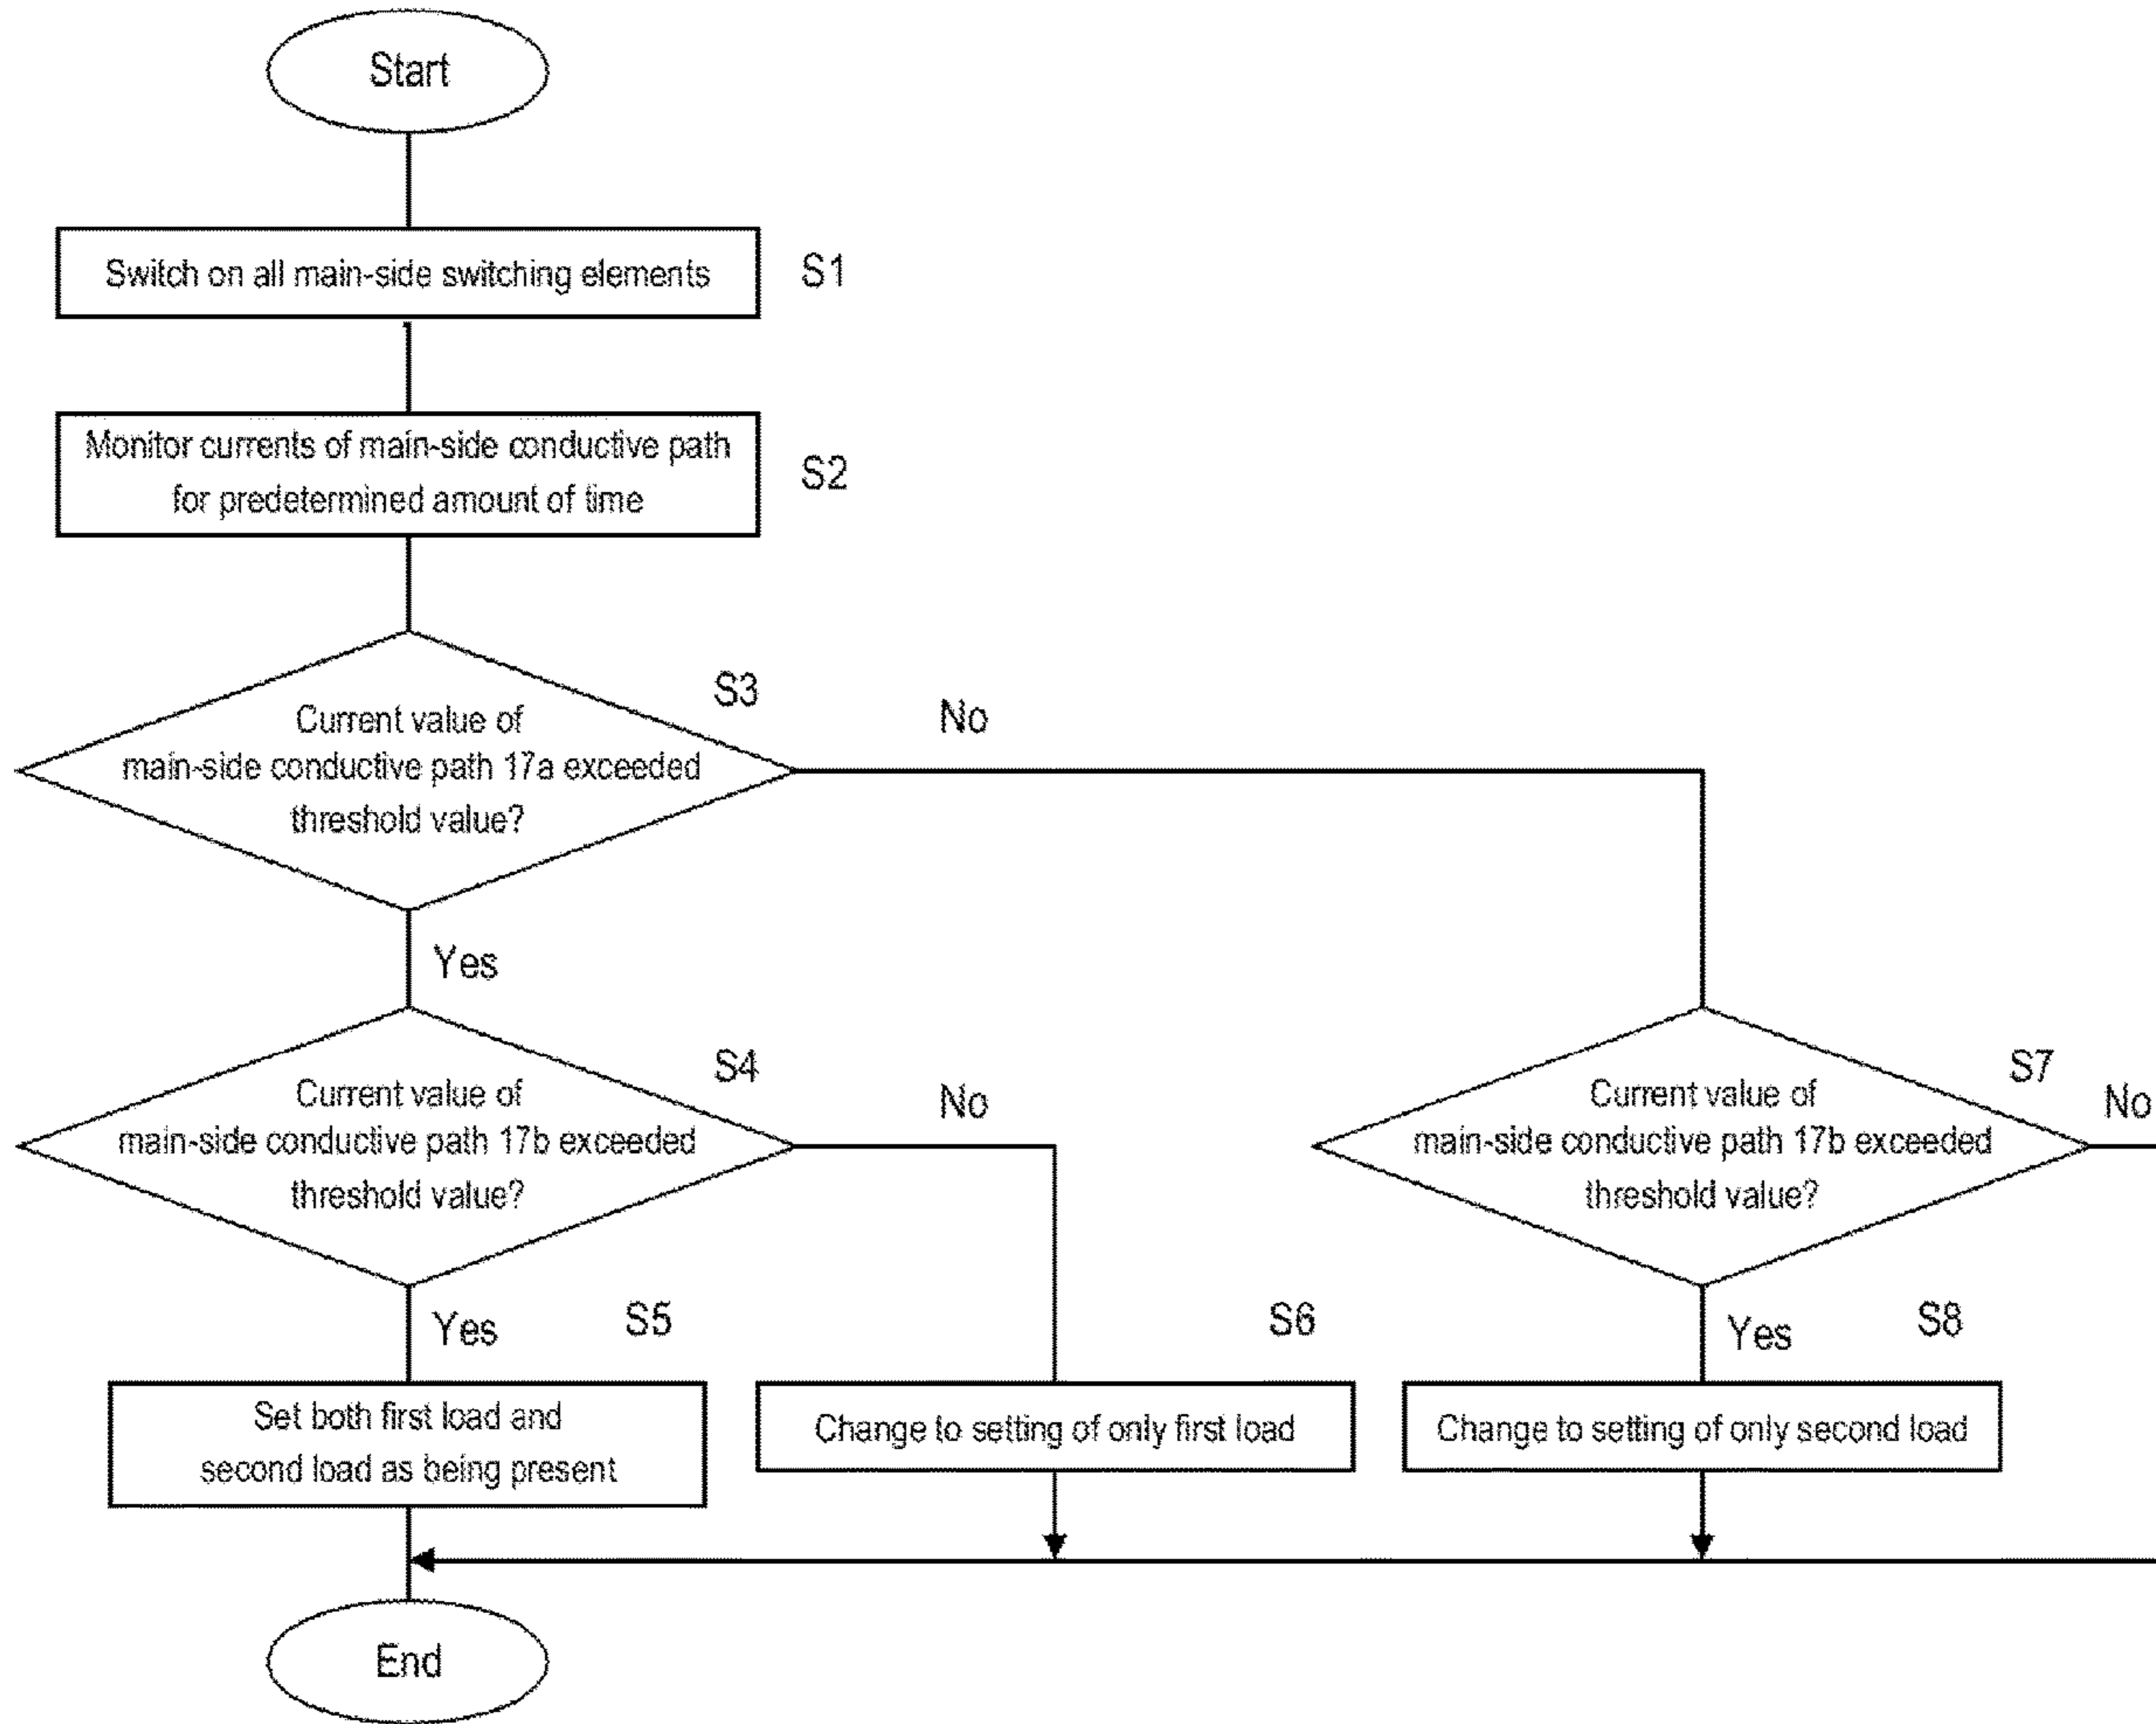 Start
Switch on all main-side switching elements
S1
Monitor currents of main-side conductive path
for predetermined amount of time
S2
S3
Current value of
main-side conductive path 17a exceeded
threshold value?
No
Yes
S4
Current value of
main-side conductive path 17b exceeded
threshold value?
No
S7
Current value of
main-side conductive path 17b exceeded
threshold value?
No
Yes
S5
S6
Yes
S8
Set both first load and
second load as being present
Change to setting of only first load
Change to setting of only second load
End